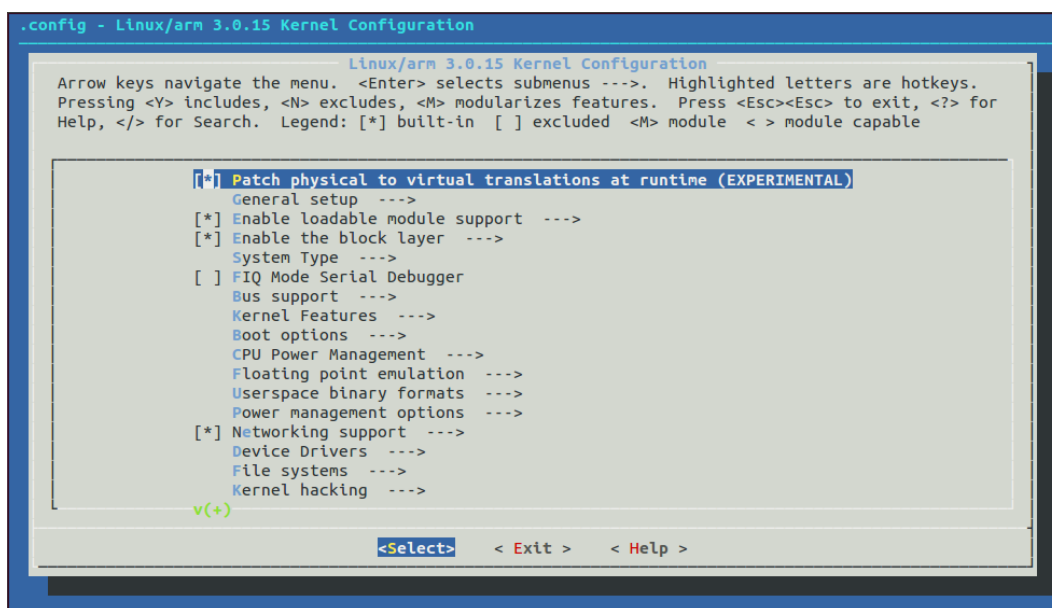 .config - Linux/arm 3.0.15 Kernel Configuration
Linux/arm 3.0.15 Kernel Configuration
Arrow keys navigate the menu.  <Enter> selects submenus --->.  Highlighted letters are hotkeys.
Pressing <Y> includes, <N> excludes, <M> modularizes features.  Press <Esc><Esc> to exit, <?> for
Help, </> for Search.  Legend: [*] built-in  [ ] excluded  <M> module  < > module capable
[*] Patch physical to virtual translations at runtime (EXPERIMENTAL)
General setup  --->
[*] Enable loadable module support  --->
[*] Enable the block layer  --->
System Type  --->
[ ] FIQ Mode Serial Debugger
Bus support  --->
Kernel Features  --->
Boot options  --->
CPU Power Management  --->
Floating point emulation  --->
Userspace binary formats  --->
Power management options  --->
[*] Networking support  --->
Device Drivers  --->
File systems  --->
Kernel hacking  --->
v(+)
<Select>    < Exit >    < Help >